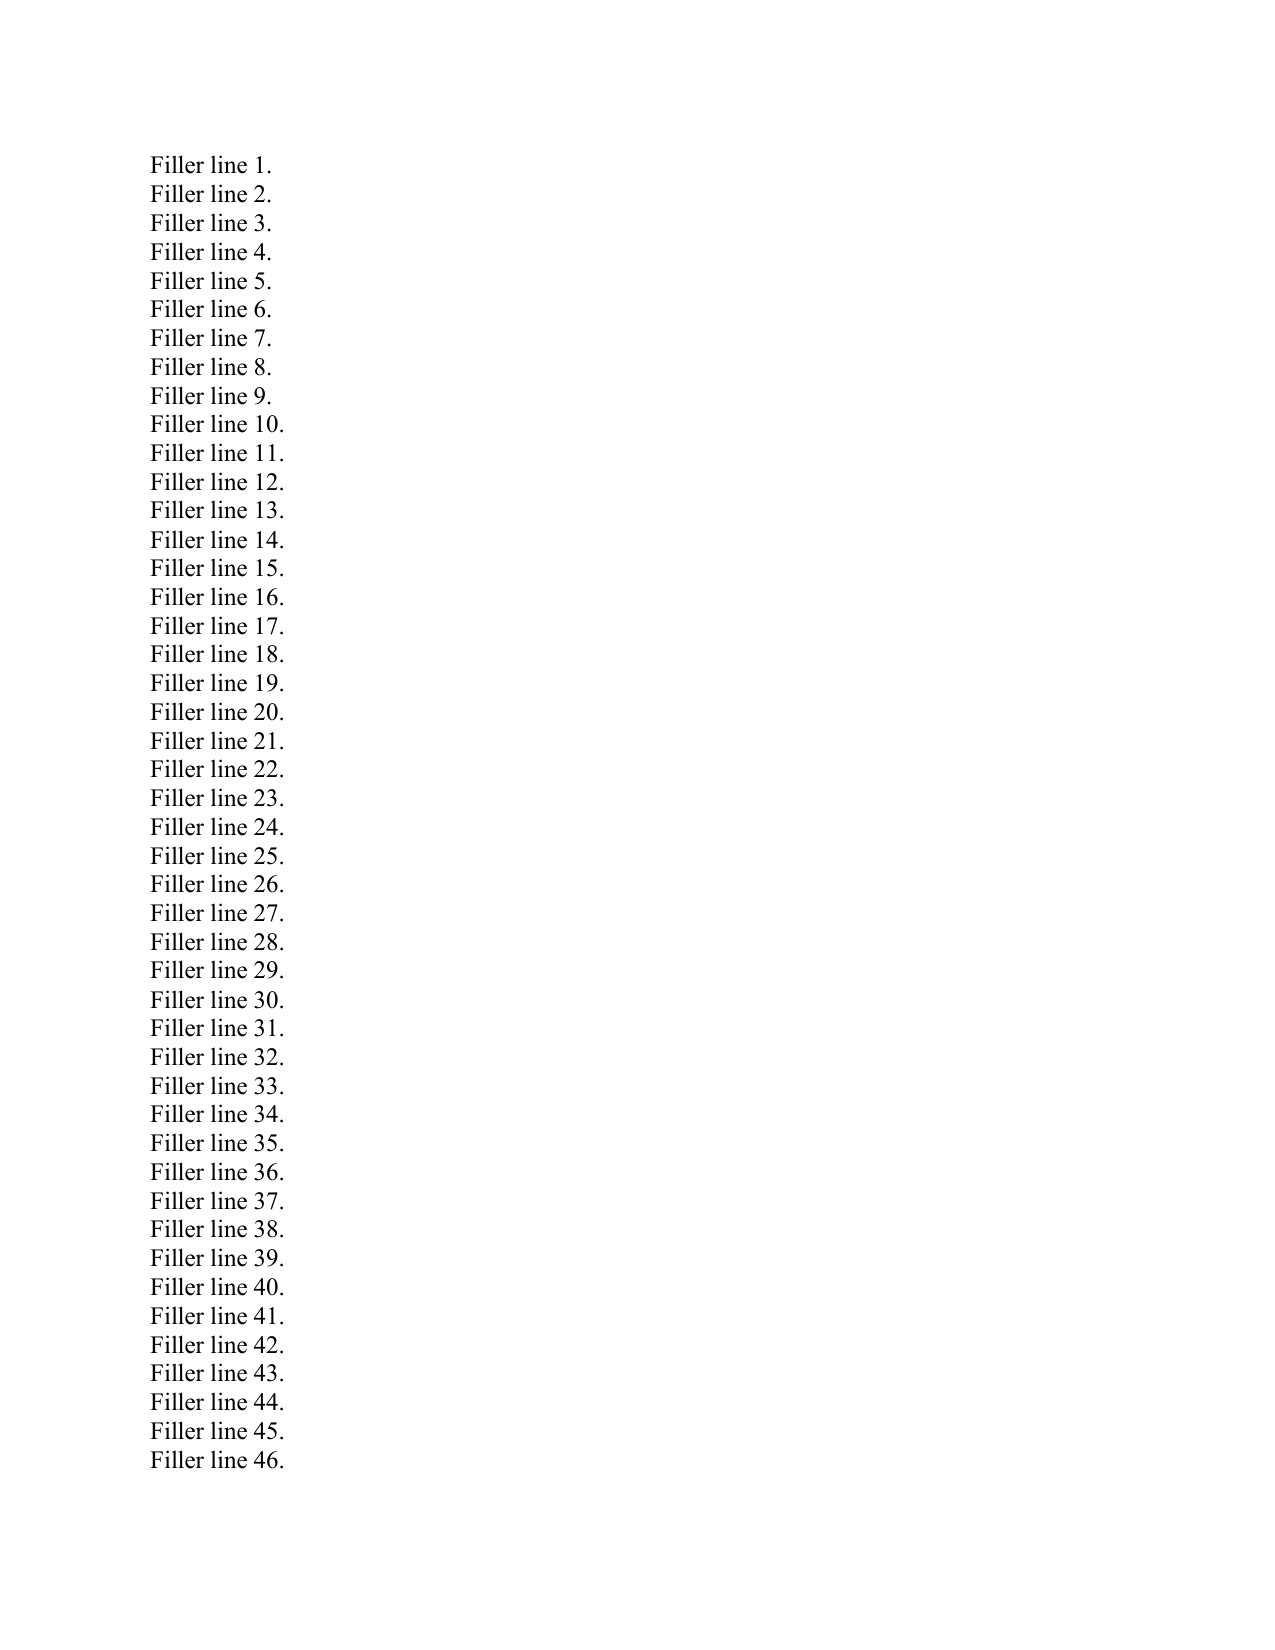 Filler line 1.
Filler line 2.
Filler line 3.
Filler line 4.
Filler line 5.
Filler line 6.
Filler line 7.
Filler line 8.
Filler line 9.
Filler line 10.
Filler line 11.
Filler line 12.
Filler line 13.
Filler line 14.
Filler line 15.
Filler line 16.
Filler line 17.
Filler line 18.
Filler line 19.
Filler line 20.
Filler line 21.
Filler line 22.
Filler line 23.
Filler line 24.
Filler line 25.
Filler line 26.
Filler line 27.
Filler line 28.
Filler line 29.
Filler line 30.
Filler line 31.
Filler line 32.
Filler line 33.
Filler line 34.
Filler line 35.
Filler line 36.
Filler line 37.
Filler line 38.
Filler line 39.
Filler line 40.
Filler line 41.
Filler line 42.
Filler line 43.
Filler line 44.
Filler line 45.
Filler line 46.